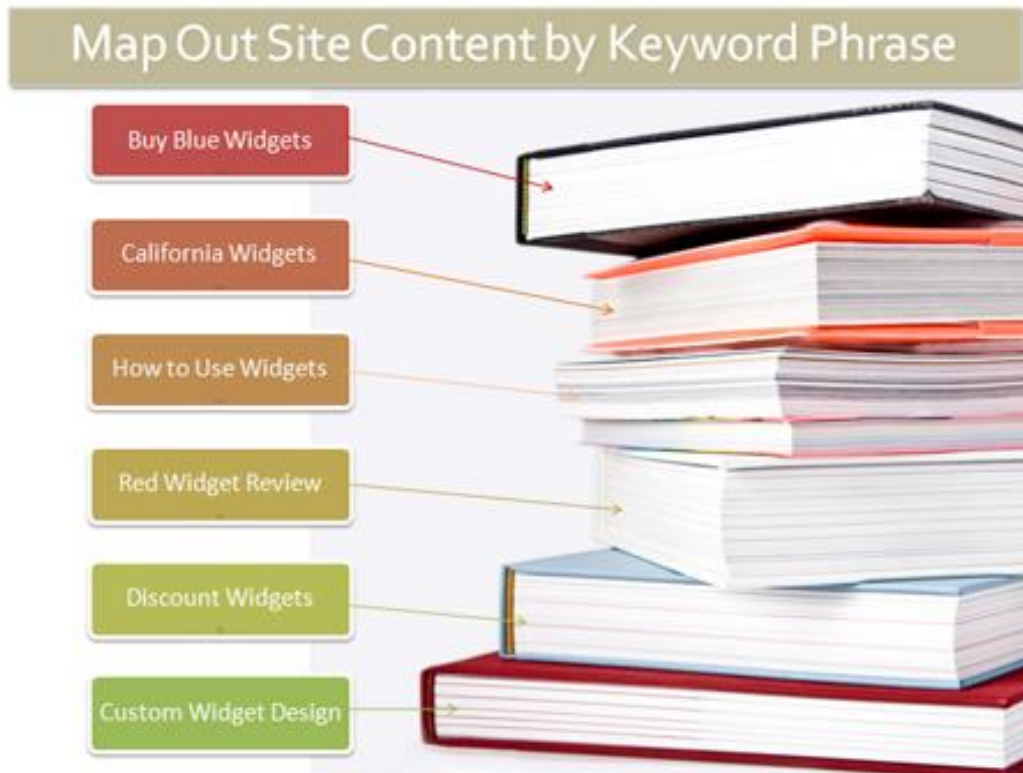 Map Out Site Content by Keyword Phrase
Buy Blue Widgets
California Widgets
How to Use Widgets
Red Widget Review
Discount Widgets
Custom Widget Design